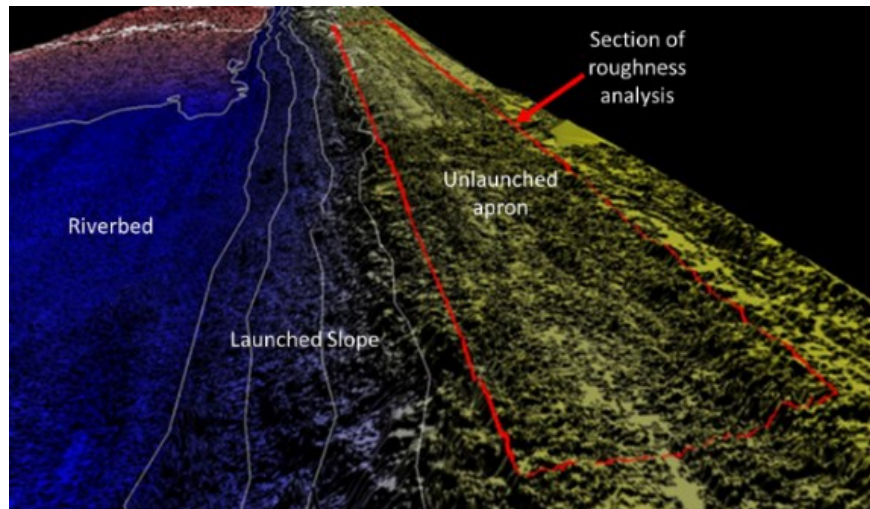 Section of
roughness
analysis
Unlaunched
apron
Riverbed
Launched Slope